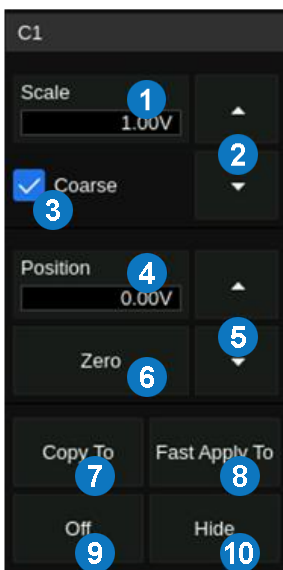 C1
Scale
1
1.00V
2
Coarse
3
Position
4
0.00V
5
Zero
6
Copy To
Fast Apply To
7
8
Off
Hide
9
10